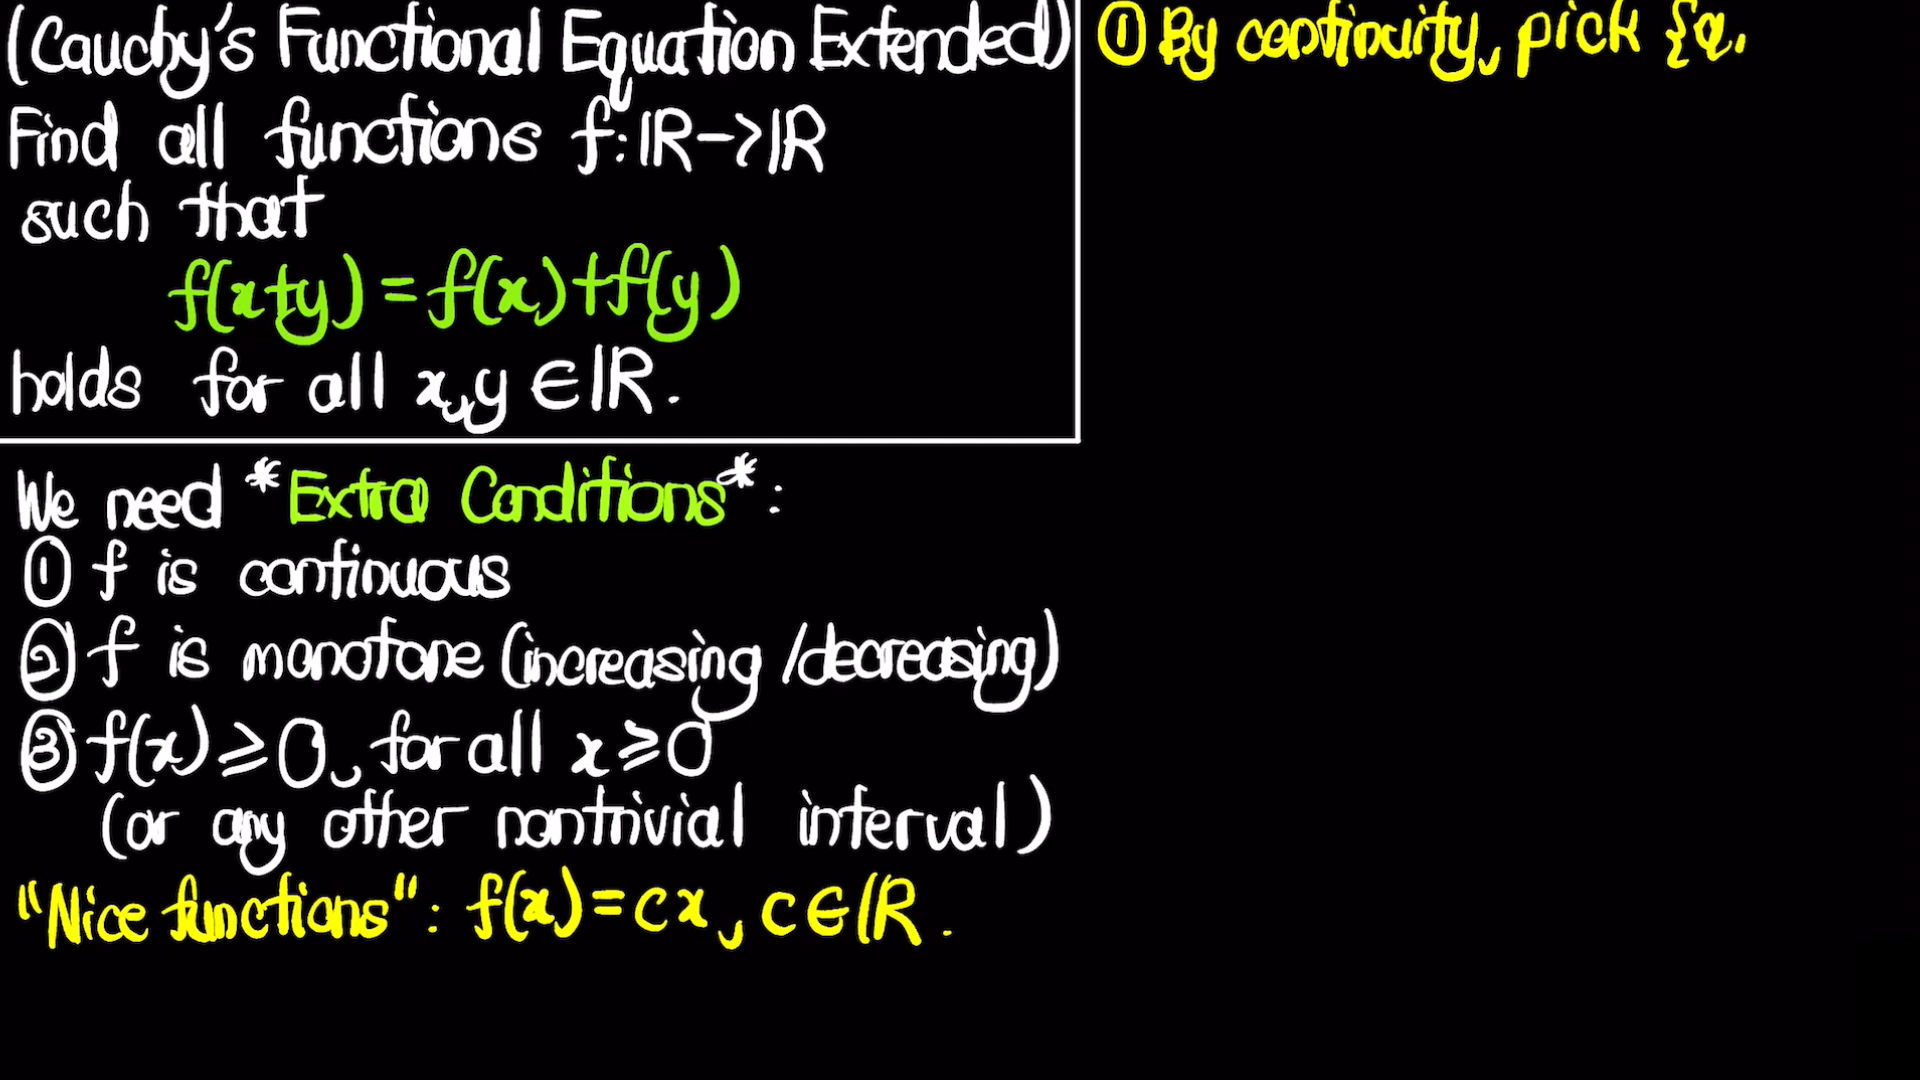 (Cauchy's Functional Equation Extended)
Find all functions f:ℝ->ℝ
such that
f(x+y)=f(x)+f(y)
holds for all x,y∈ℝ.
We need *Extra Conditions*:
① f is continuous
② f is monotone (increasing/decreasing)
③ f(x)≥0, for all x≥0
(or any other nontrivial interval)
"Nice functions": f(x)=cx, c∈ℝ.
① By continuity, pick {q